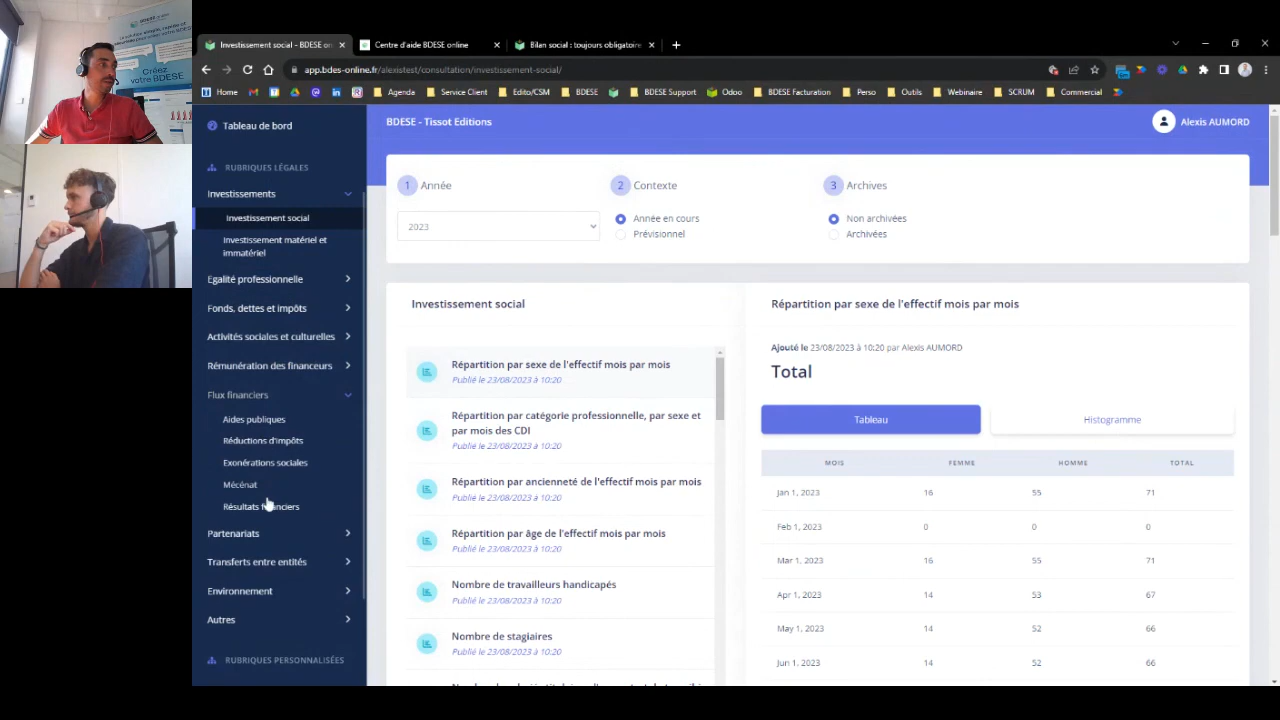 Créez
votre BDESE
Investissement social - BDESE on
Centre d'aide BDESE online
Bilan social : toujours obligatoire
app.bdes-online.fr/alexistest/consultation/investissement-social/
Home
Agenda
Service Client
Edito/CSM
BDESE
BDESE Support
Odoo
BDESE Facturation
Perso
Outils
Webinaire
SCRUM
Commercial
Tableau de bord
RUBRIQUES LÉGALES
Investissements
Investissement social
Investissement matériel et
immatériel
Egalité professionnelle
Fonds, dettes et impôts
Activités sociales et culturelles
Rémunération des financeurs
Flux financiers
Aides publiques
Réductions d'impôts
Exonérations sociales
Mécénat
Résultats financiers
Partenariats
Transferts entre entités
Environnement
Autres
RUBRIQUES PERSONNALISÉES
BDESE - Tissot Editions
Alexis AUMORD
1 Année
2023
2 Contexte
Année en cours
Prévisionnel
3 Archives
Non archivées
Archivées
Investissement social
Répartition par sexe de l'effectif mois par mois
Publié le 23/08/2023 à 10:20
Répartition par catégorie professionnelle, par sexe et
par mois des CDI
Publié le 23/08/2023 à 10:20
Répartition par ancienneté de l'effectif mois par mois
Publié le 23/08/2023 à 10:20
Répartition par âge de l'effectif mois par mois
Publié le 23/08/2023 à 10:20
Nombre de travailleurs handicapés
Publié le 23/08/2023 à 10:20
Nombre de stagiaires
Publié le 23/08/2023 à 10:20
Répartition par sexe de l'effectif mois par mois
Ajouté le 23/08/2023 à 10:20 par Alexis AUMORD
Total
Tableau
Histogramme
MOIS FEMME HOMME TOTAL
Jan 1, 2023 16 55 71
Feb 1, 2023 0 0 0
Mar 1, 2023 16 55 71
Apr 1, 2023 14 53 67
May 1, 2023 14 52 66
Jun 1, 2023 14 52 66